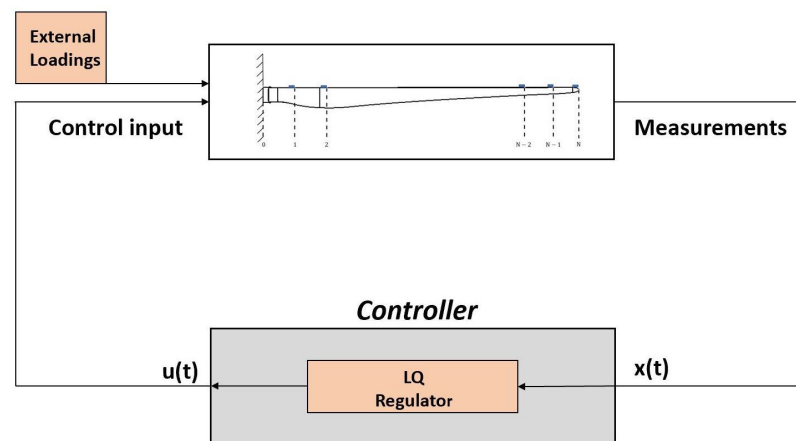 External
Loadings
Control input
Measurements
0
1
2
N − 2
N − 1
N
Controller
u(t)
LQ
Regulator
x(t)